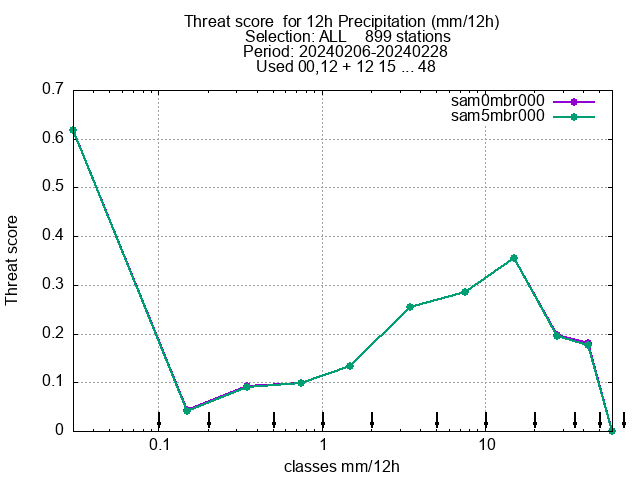 Threat score  for 12h Precipitation (mm/12h)
Selection: ALL    899 stations
Period: 20240206-20240228
Used 00,12 + 12 15 ... 48
sam0mbr000
sam5mbr000
0.7
0.6
0.5
0.4
0.3
0.2
0.1
0
Threat score
0.1
1
10
classes mm/12h